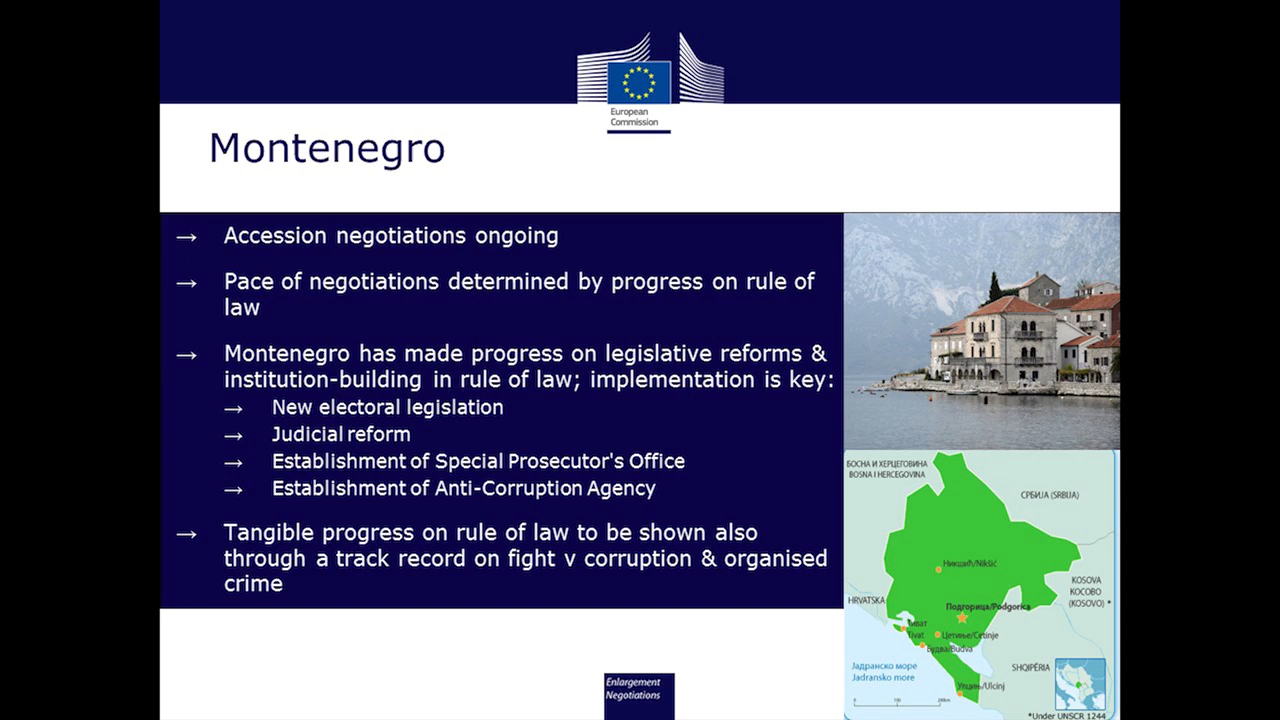 European
Commission
Montenegro
→ Accession negotiations ongoing
→ Pace of negotiations determined by progress on rule of
law
→ Montenegro has made progress on legislative reforms &
institution-building in rule of law; implementation is key:
→ New electoral legislation
→ Judicial reform
→ Establishment of Special Prosecutor's Office
→ Establishment of Anti-Corruption Agency
→ Tangible progress on rule of law to be shown also
through a track record on fight v corruption & organised
crime
БОСНА И ХЕРЦЕГОВИНА
BOSNA I HERCEGOVINA
СРБИЈА (SRBIJA)
Никшић/Nikšić
KOSOVA
КОСОВО
(KOSOVO) *
HRVATSKA
Подгорица/Podgorica
Тиват
Tivat
Цетиње/Cetinje
Будва/Budva
Јадранско море
Jadransko more
SHQIPËRIA
Улцињ/Ulcinj
0 100 200km
*Under UNSCR 1244
Enlargement
Negotiations